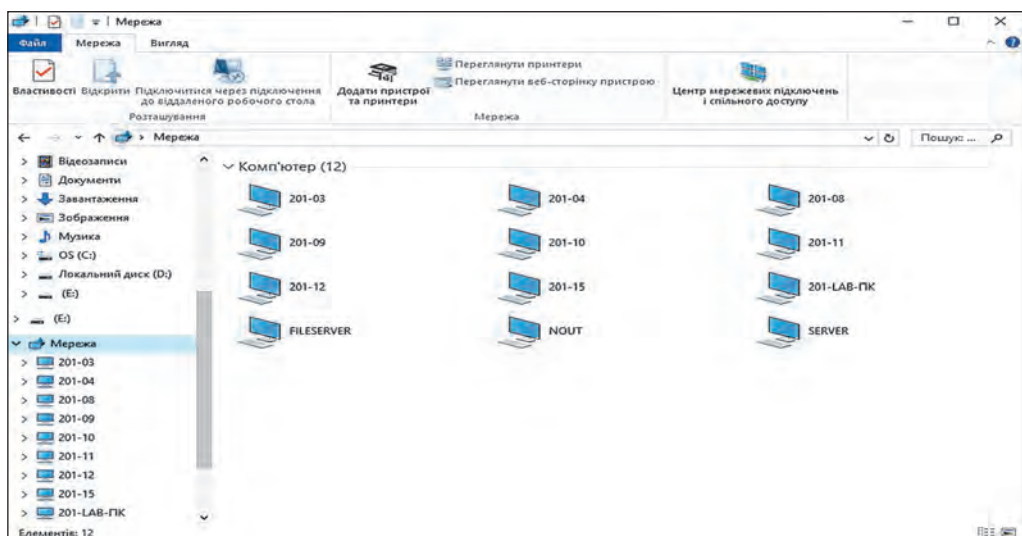 Мережа
Файл Мережа Вигляд
Властивості Відкрити Підключитися через підключення до віддаленого робочого стола
Розташування
Додати пристрої та принтери
Переглянути принтери
Переглянути веб-сторінку пристрою
Мережа
Центр мережевих підключень і спільного доступу
Мережа
Пошук: ...
Відеозаписи
Документи
Завантаження
Зображення
Музика
OS (C:)
Локальний диск (D:)
(E:)
(E:)
Мережа
201-03
201-04
201-08
201-09
201-10
201-11
201-12
201-15
201-LAB-ПК
Комп'ютер (12)
201-03 201-04 201-08
201-09 201-10 201-11
201-12 201-15 201-LAB-ПК
FILESERVER NOUT SERVER
Елементів: 12